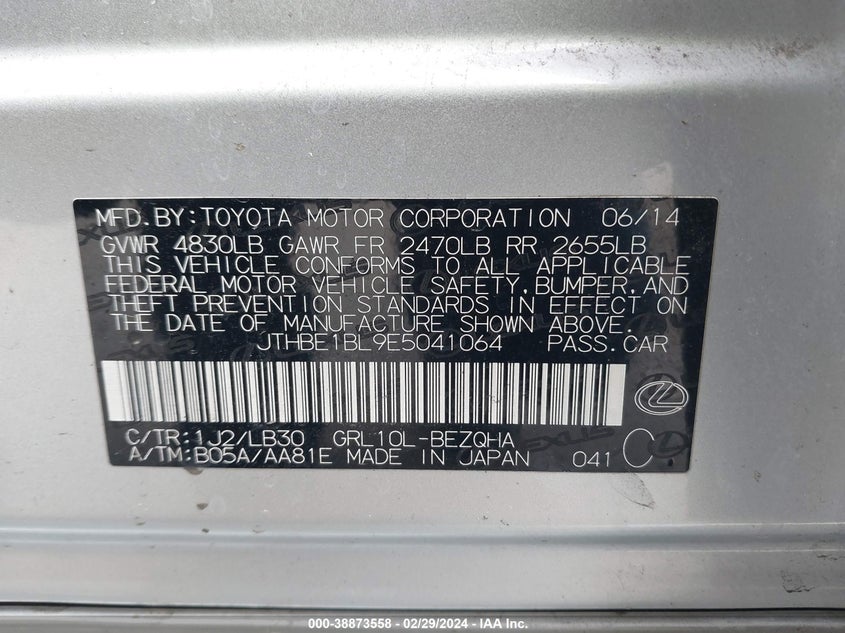 MFD.BY:TOYOTA MOTOR CORPORATION 06/14
GVWR 4830LB GAWR FR 2470LB RR 2655LB
THIS VEHICLE CONFORMS TO ALL APPLICABLE
FEDERAL MOTOR VEHICLE SAFETY, BUMPER, AND
THEFT PREVENTION STANDARDS IN EFFECT ON
THE DATE OF MANUFACTURE SHOWN ABOVE.
JTHBE1BL9E5041064 PASS.CAR
C/TR:1J2/LB30 GRL10L-BEZQHA
A/TM:B05A/AA81E MADE IN JAPAN 041 C
000-38873558 - 02/29/2024 - IAA Inc.